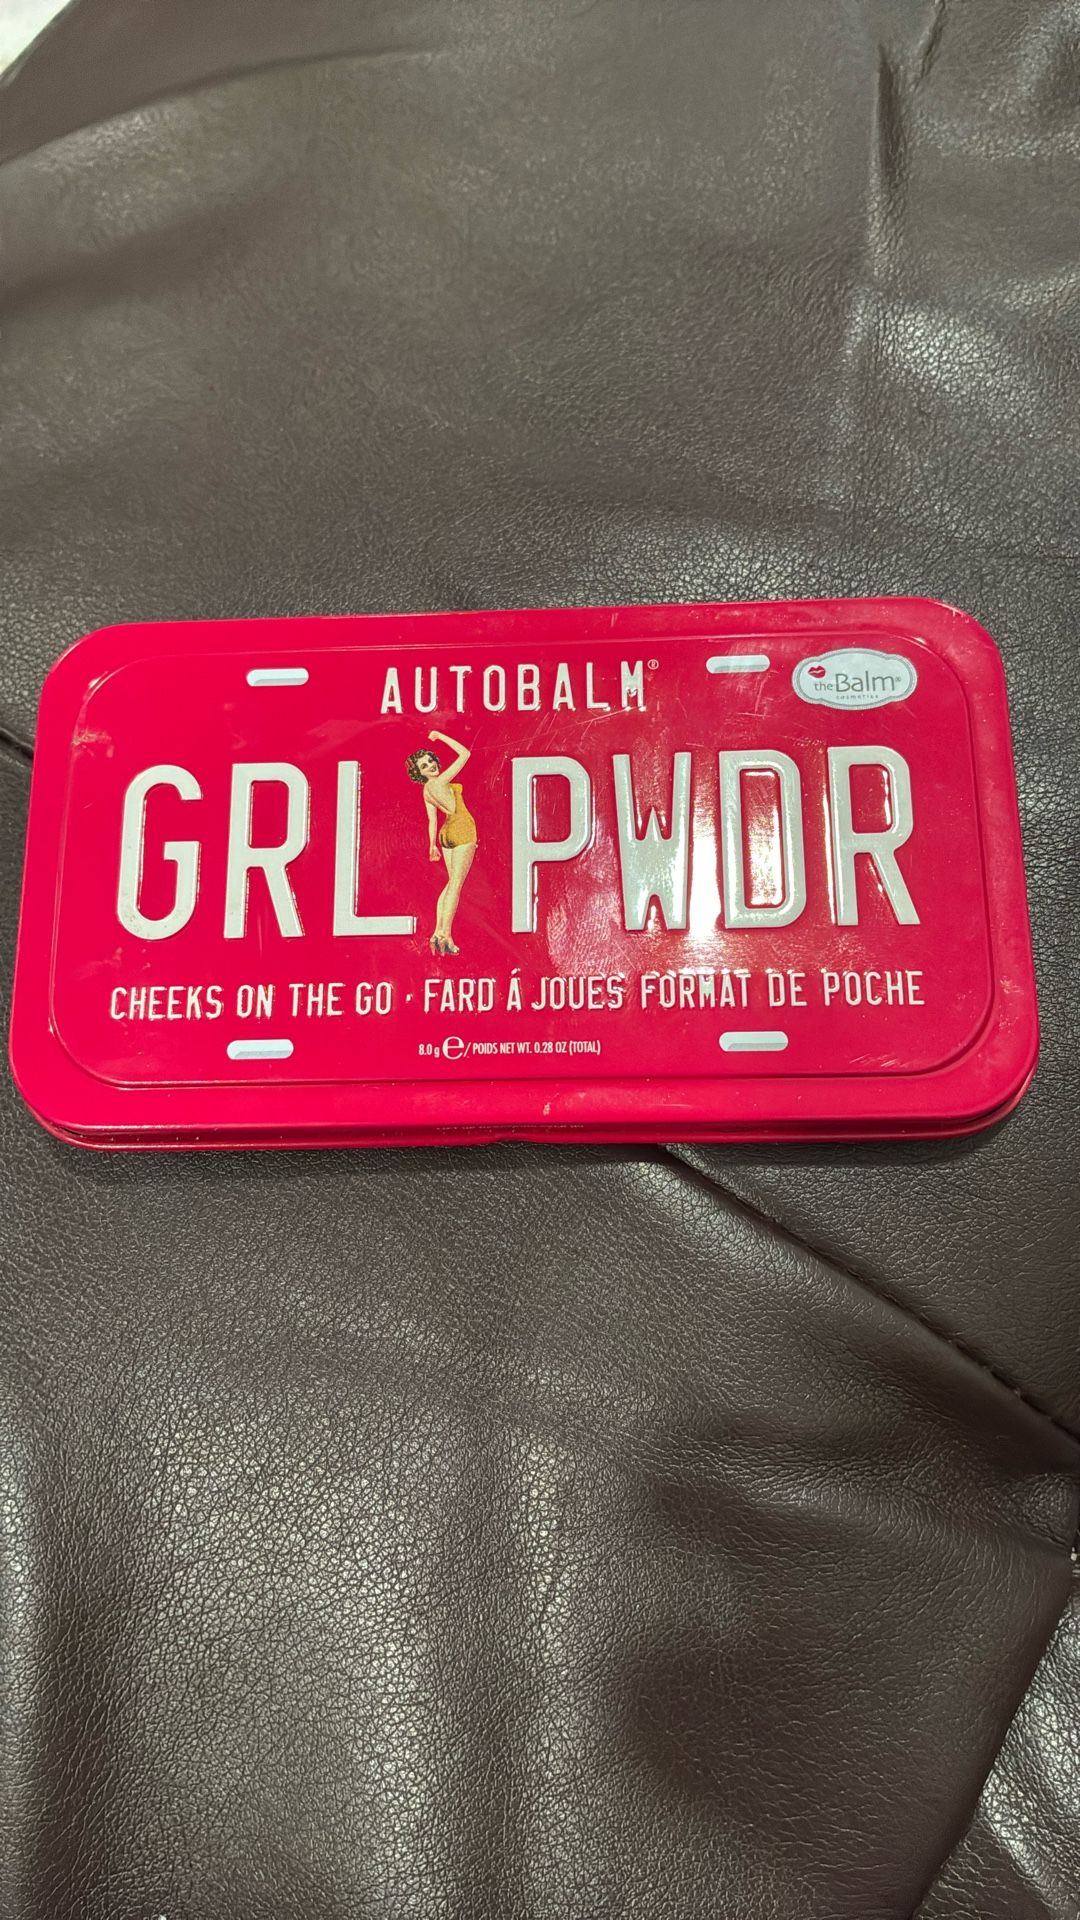 AUTOBALM®
theBalm®
cosmetics
GRL PWDR
CHEEKS ON THE GO · FARD Á JOUES FORMAT DE POCHE
8.0 g ℮/ POIDS NET WT. 0.28 OZ (TOTAL)